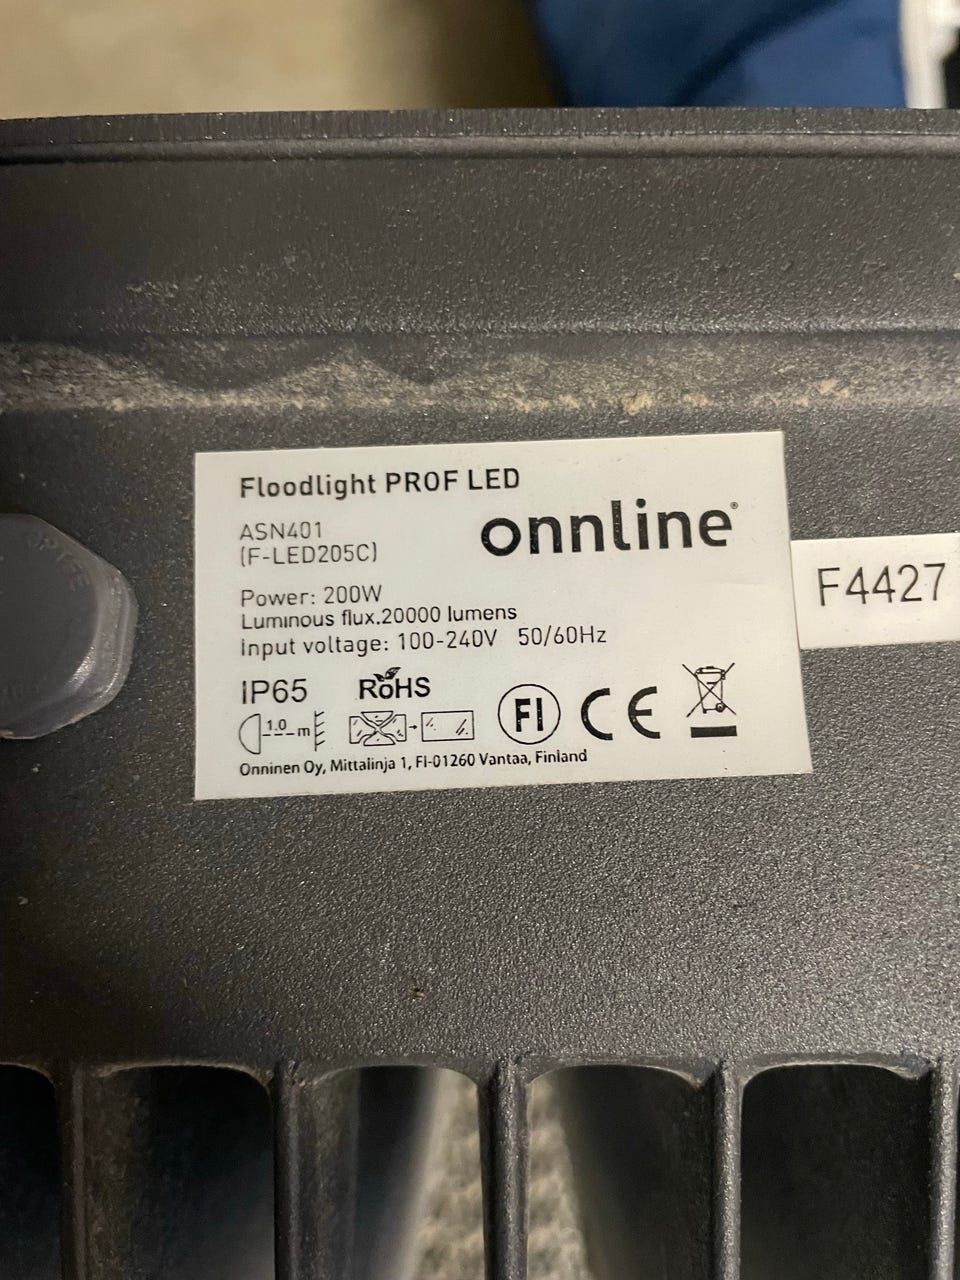 Floodlight PROF LED
onnline®
ASN401
(F-LED205C)
Power: 200W
Luminous flux.20000 lumens
Input voltage: 100-240V 50/60Hz
IP65
RoHS
1.0 m
FI
CE
Onninen Oy, Mittalinja 1, FI-01260 Vantaa, Finland
F4427